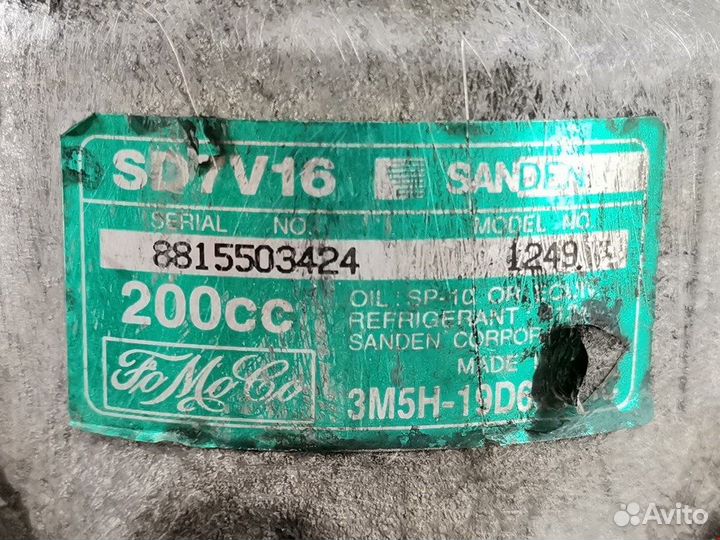 SD7V16 SANDEN
SERIAL NO. MODEL NO.
8815503424 1249
200cc
OIL : SP-10 OR
REFRIGERANT
SANDEN
MADE
FoMoCo
3M5H-19D6
Avito